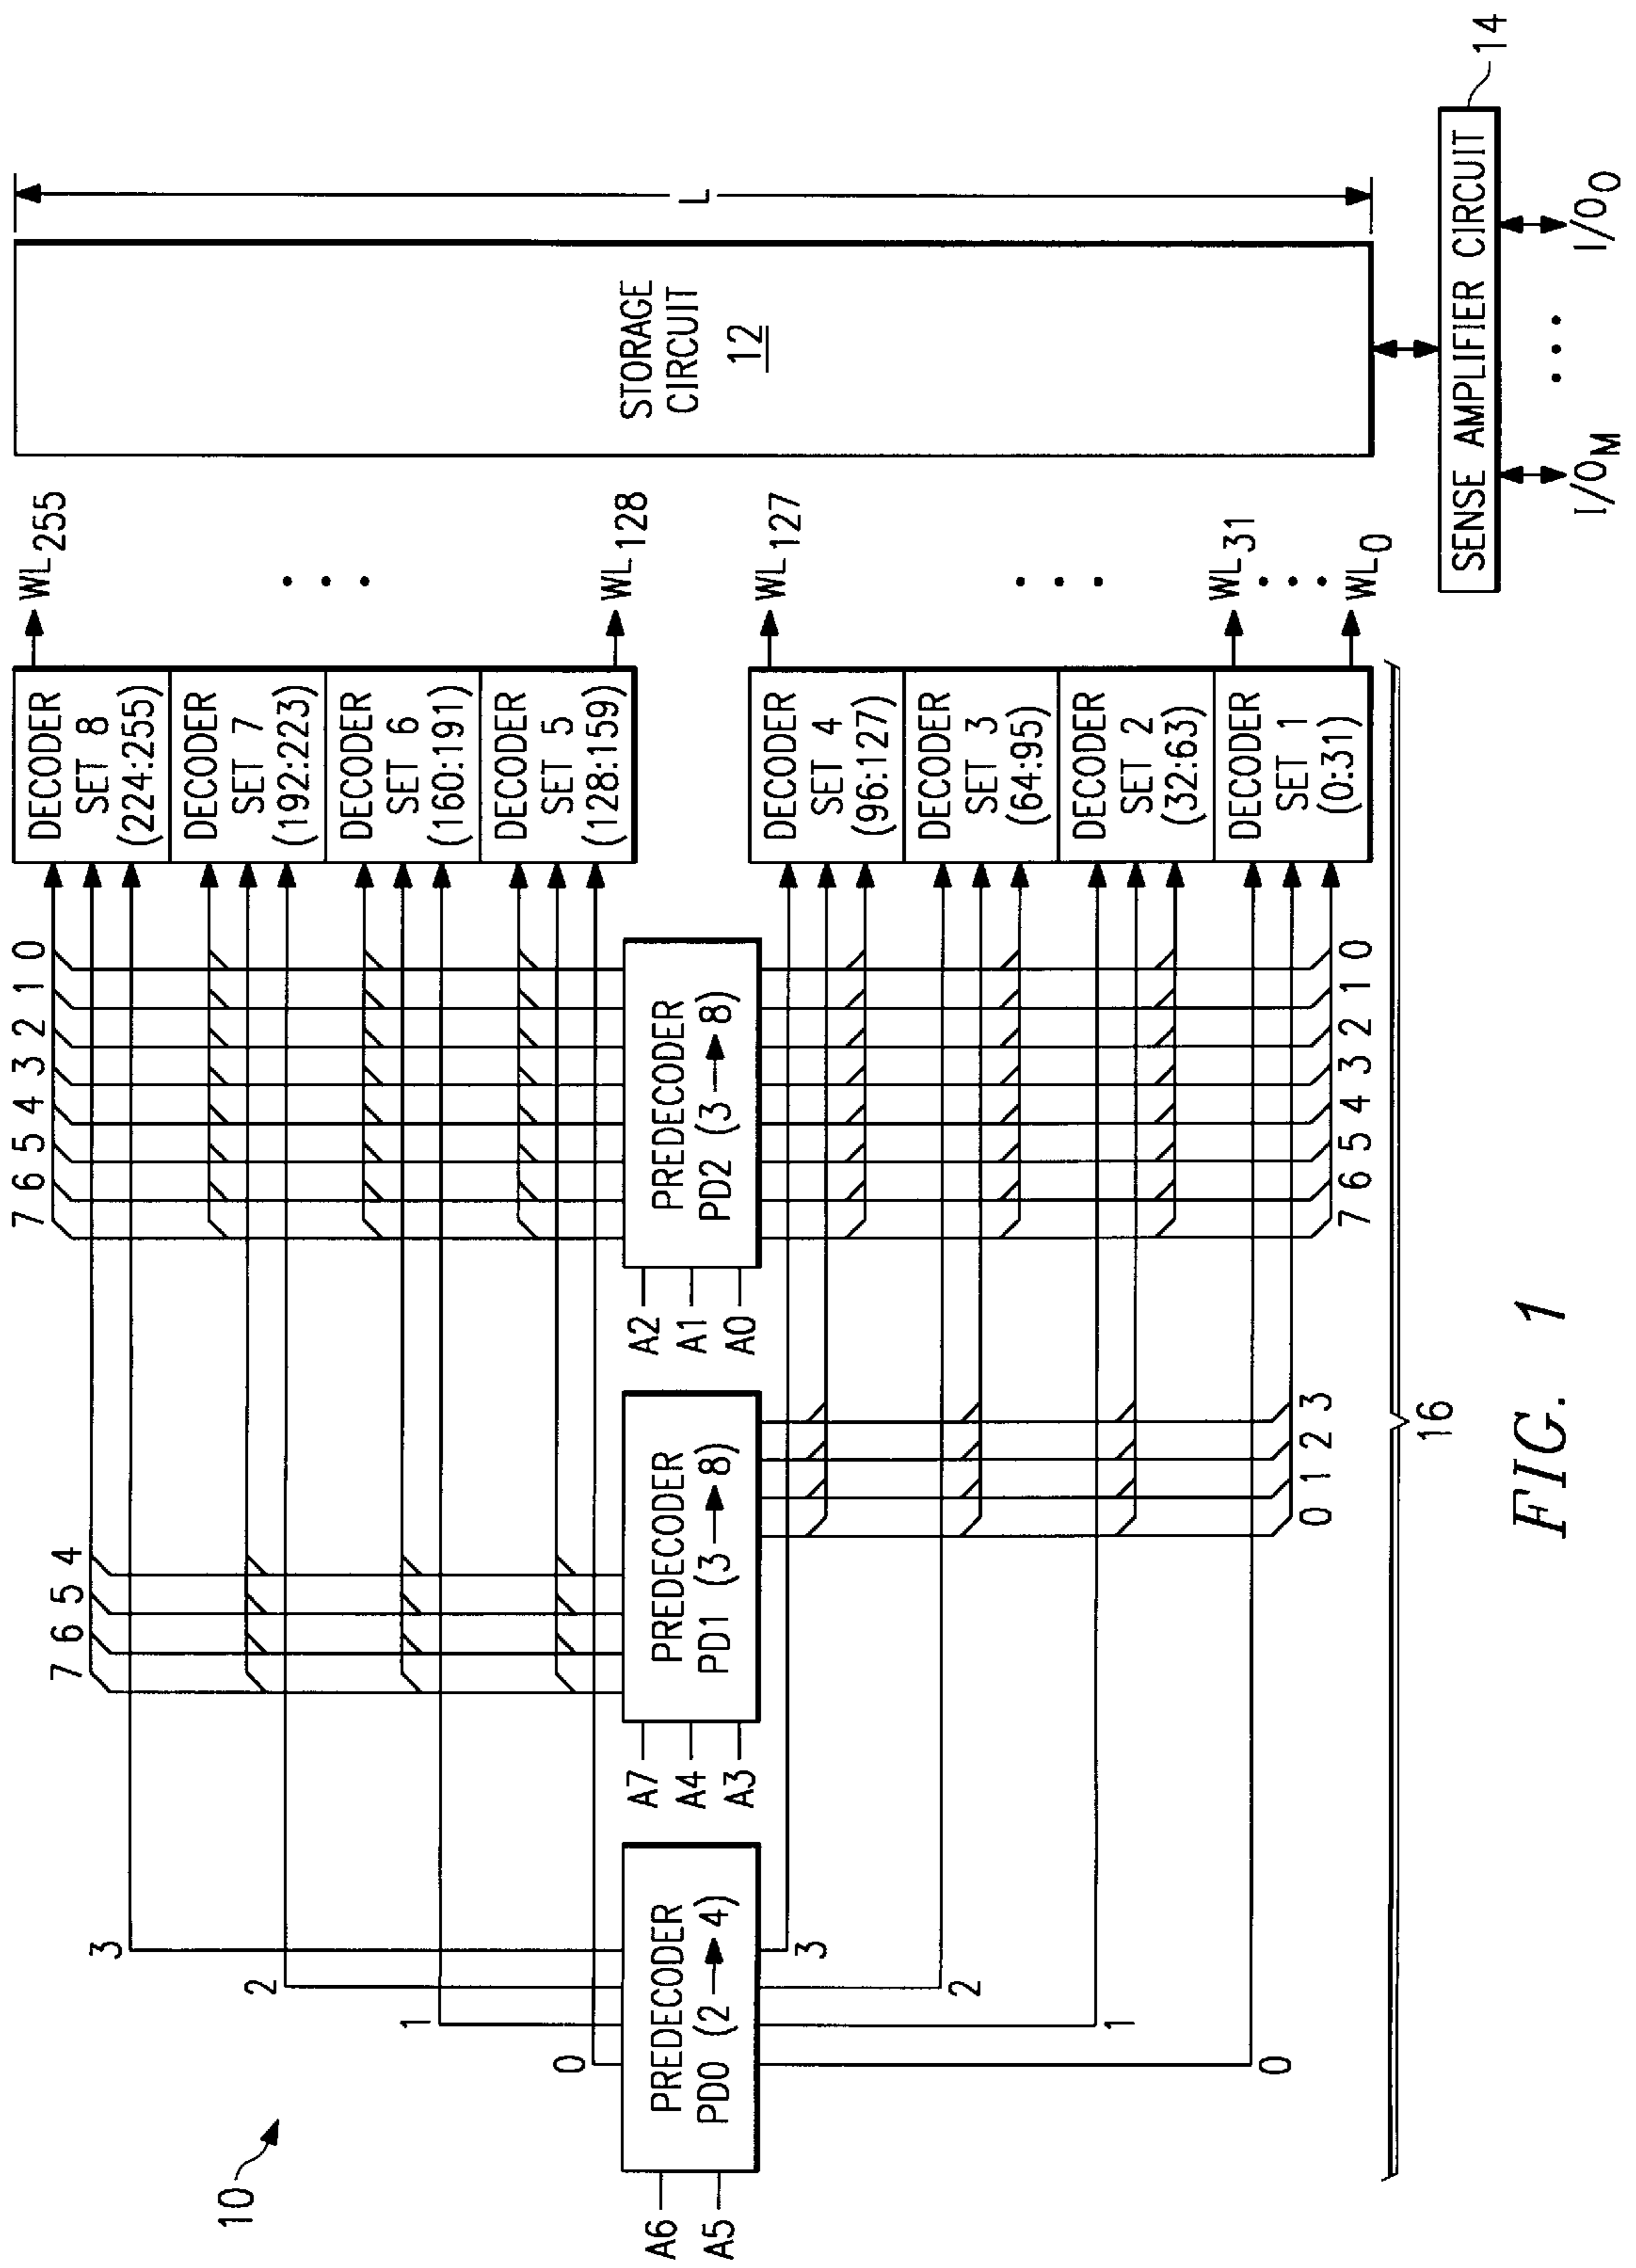 10
A6
A5
PREDECODER
PD0 (2→4)
0
1
2
3
0
1
2
3
A7
A4
A3
PREDECODER
PD1 (3→8)
7 6 5 4
0 1 2 3
A2
A1
A0
PREDECODER
PD2 (3→8)
7 6 5 4 3 2 1 0
7 6 5 4 3 2 1 0
DECODER
SET 8
(224:255)
DECODER
SET 7
(192:223)
DECODER
SET 6
(160:191)
DECODER
SET 5
(128:159)
DECODER
SET 4
(96:127)
DECODER
SET 3
(64:95)
DECODER
SET 2
(32:63)
DECODER
SET 1
(0:31)
WL255
WL128
WL127
WL31
WL0
STORAGE
CIRCUIT
12
L
SENSE AMPLIFIER CIRCUIT
14
I/OM
I/O0
16
FIG. 1